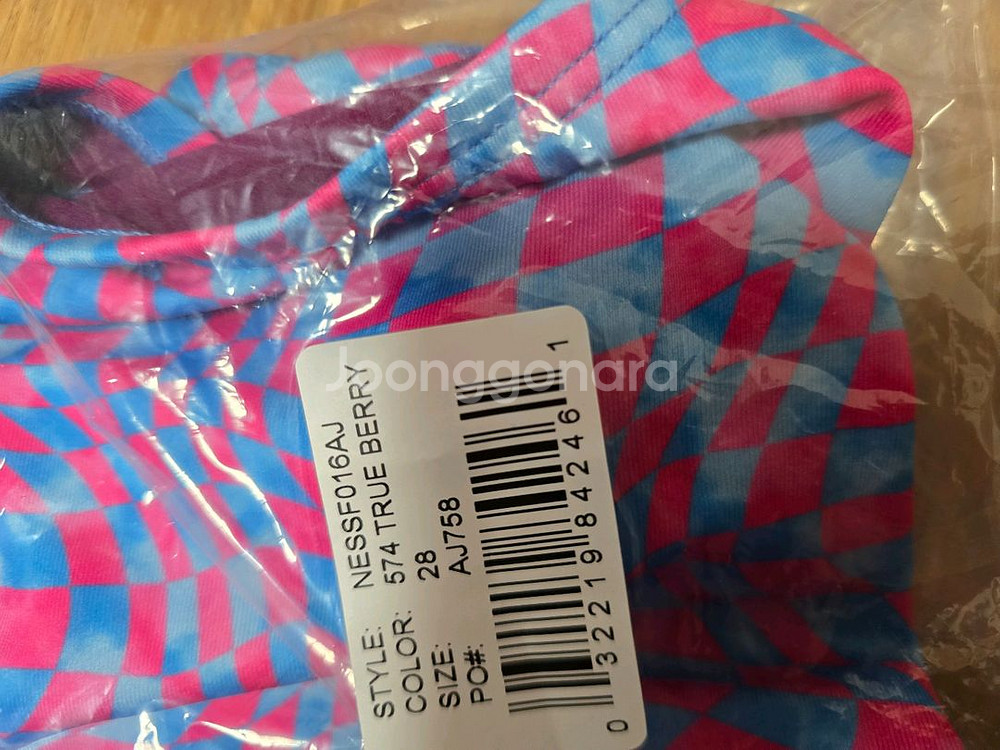 Joonggonara
STYLE: NESSF016AJ
COLOR: 574 TRUE BERRY
SIZE: 28
PO#: AJ758
0 32219 84246 1